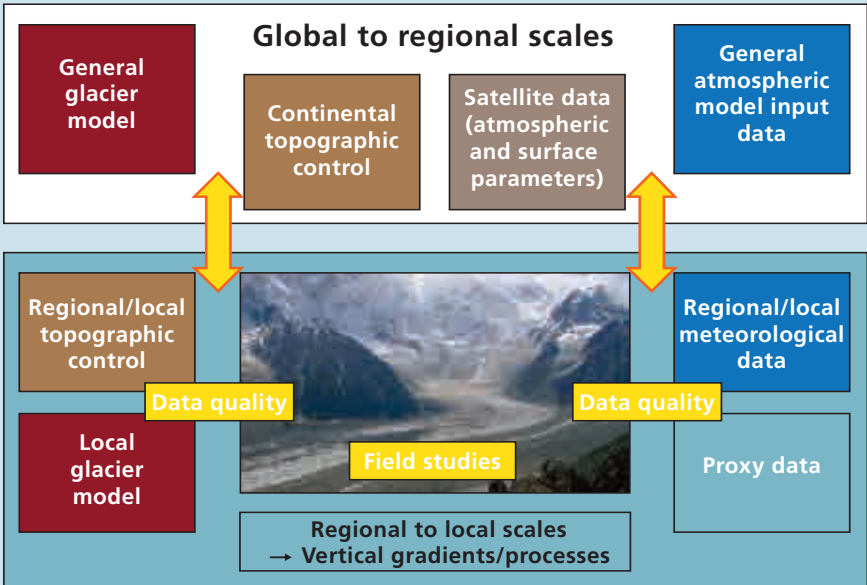 Global to regional scales
General
glacier
model
Continental
topographic
control
Satellite data
(atmospheric
and surface
parameters)
General
atmospheric
model input
data
Regional/local
topographic
control
Regional/local
meteorological
data
Data quality
Data quality
Local
glacier
model
Field studies
Proxy data
Regional to local scales
→ Vertical gradients/processes